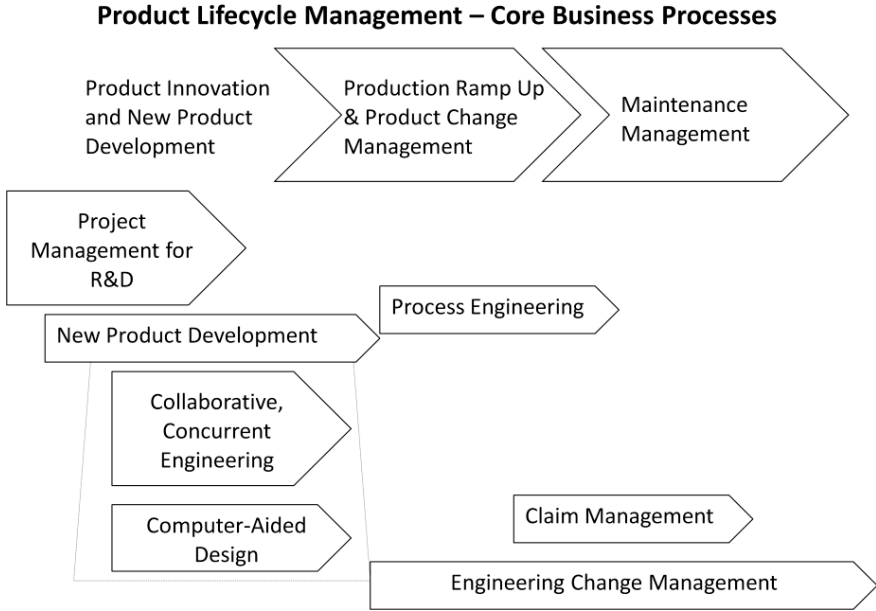 Product Lifecycle Management – Core Business Processes
Product Innovation
and New Product
Development
Production Ramp Up
& Product Change
Management
Maintenance
Management
Project
Management for
R&D
Process Engineering
New Product Development
Collaborative,
Concurrent
Engineering
Claim Management
Computer-Aided
Design
Engineering Change Management